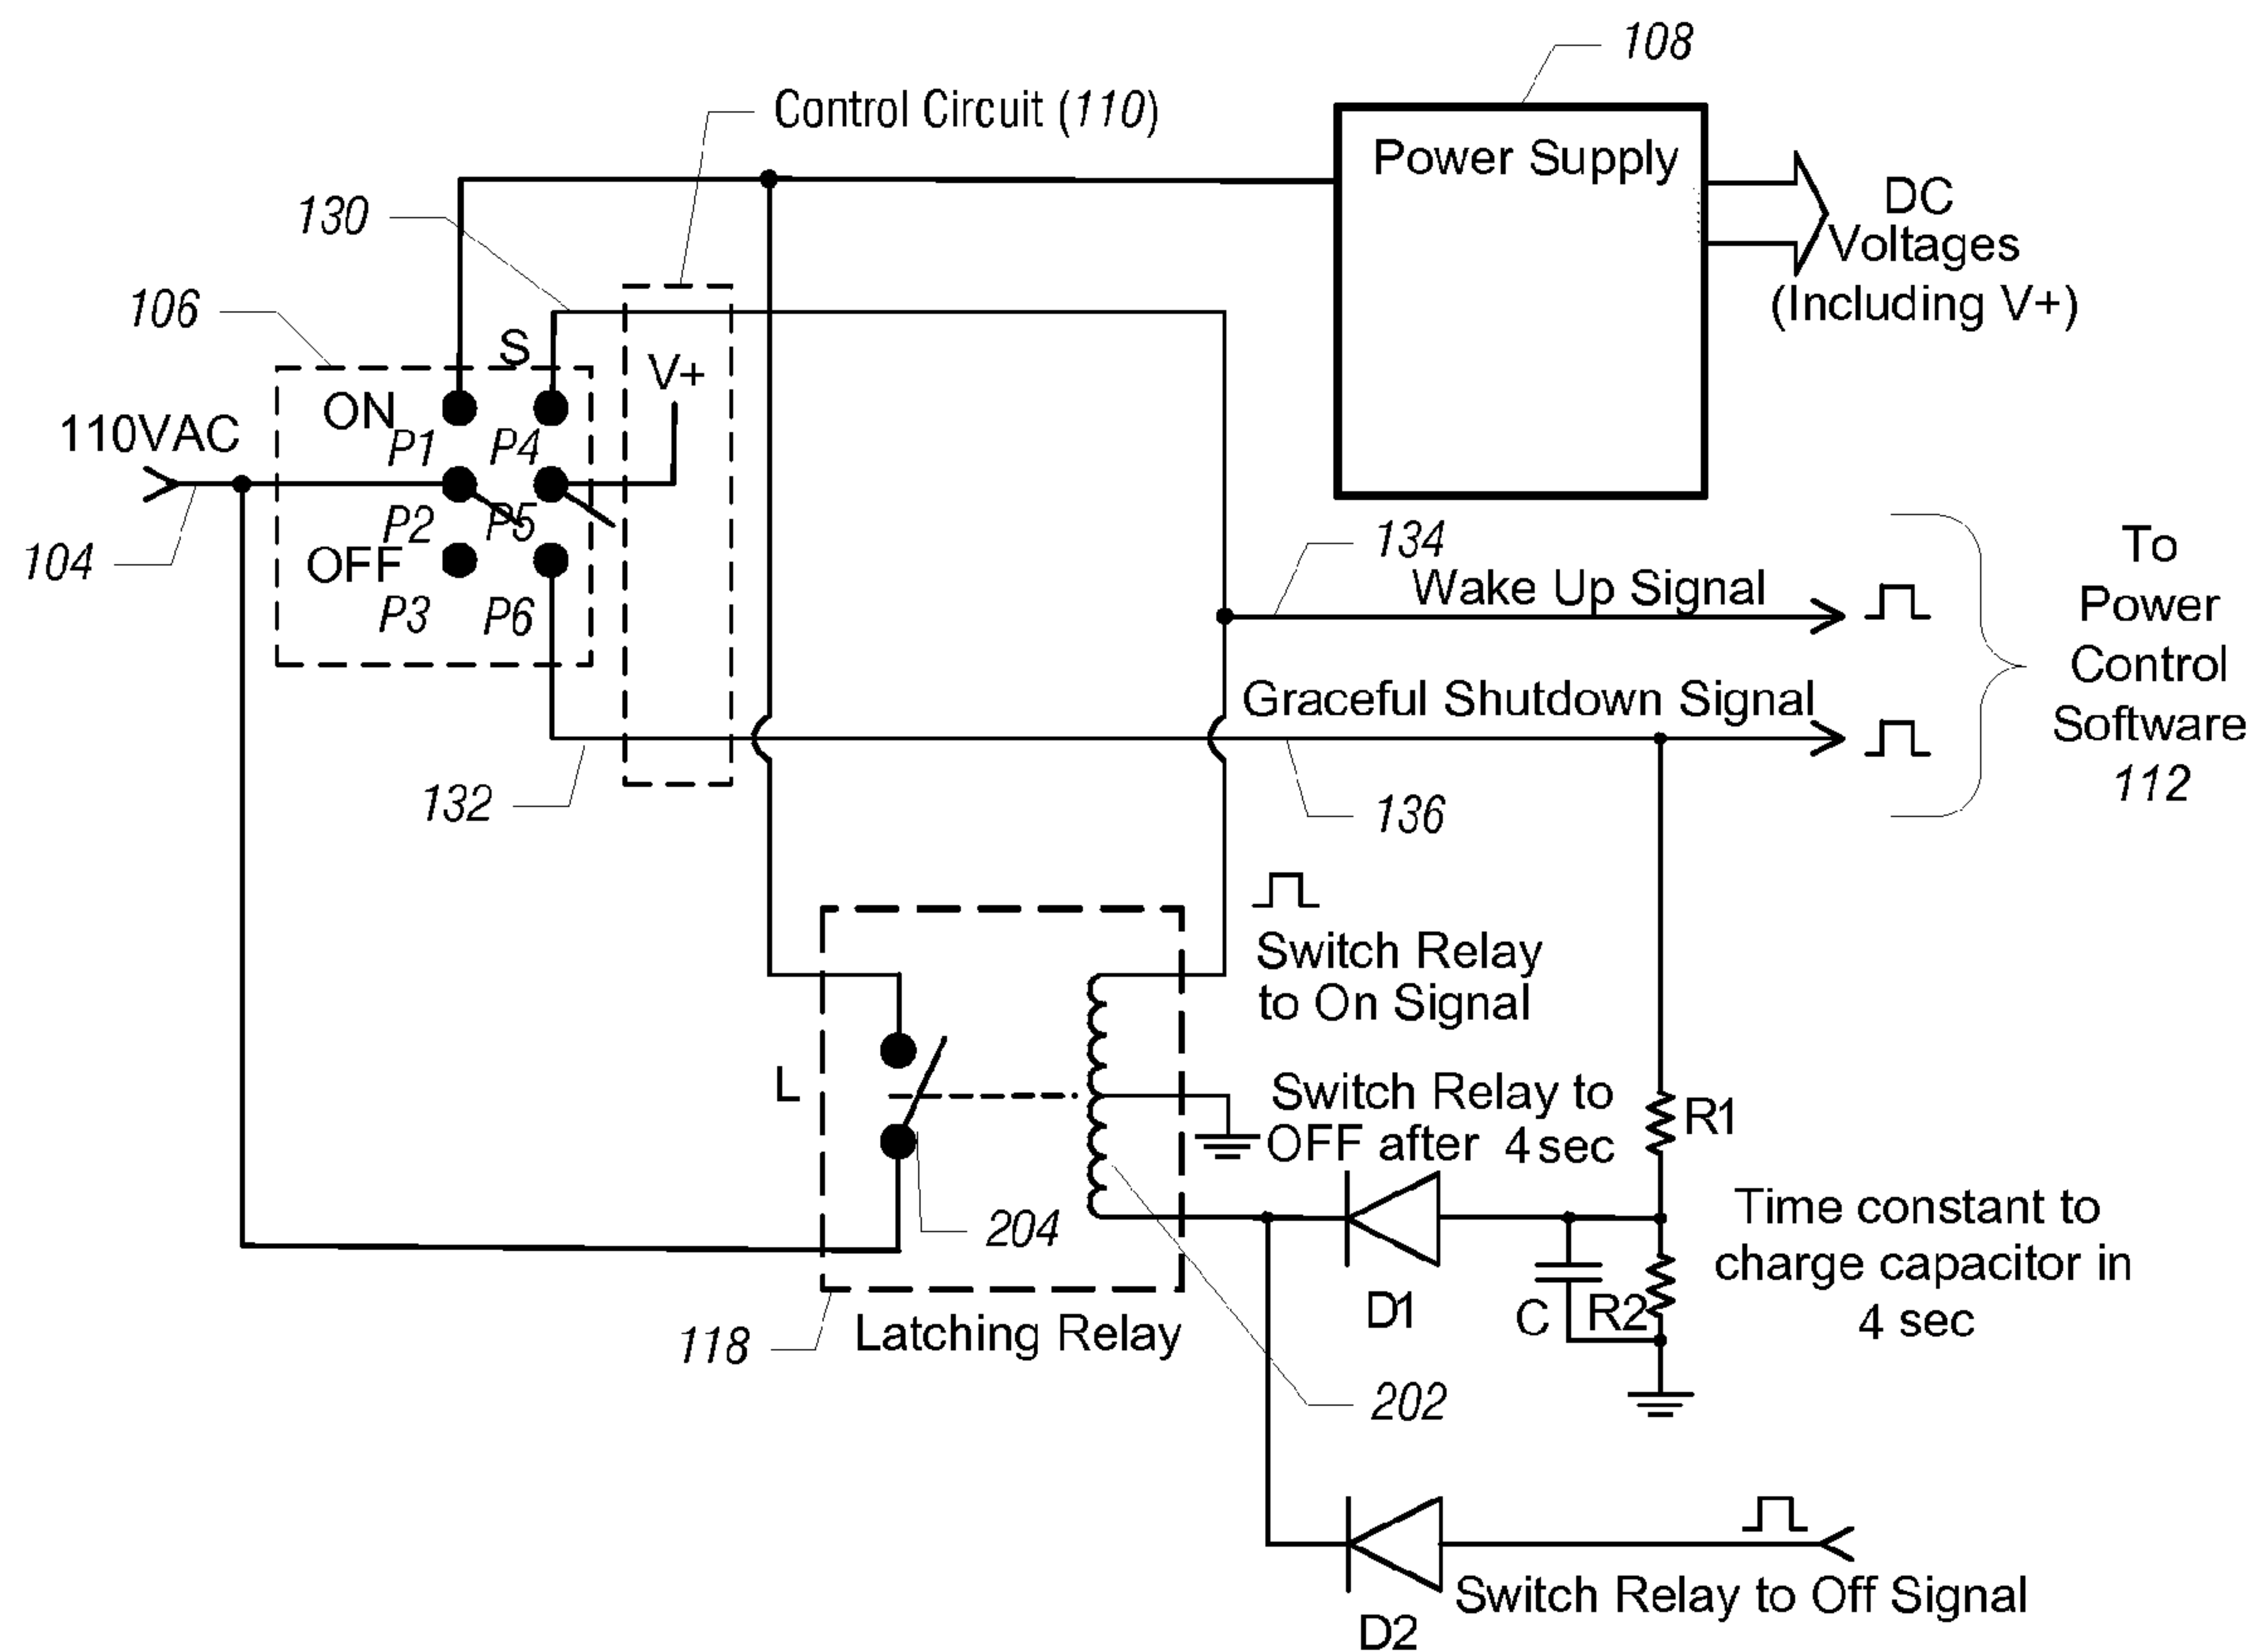 108
Control Circuit (110)
Power Supply
DC
Voltages
(Including V+)
130
106
S
V+
ON
P1
P4
110VAC
P2
P5
104
OFF
P3
P6
134
Wake Up Signal
To
Power
Control
Software
112
Graceful Shutdown Signal
132
136
Switch Relay
to On Signal
L
Switch Relay to
OFF after 4 sec
R1
204
Time constant to
charge capacitor in
4 sec
D1
C
R2
118
Latching Relay
202
Switch Relay to Off Signal
D2